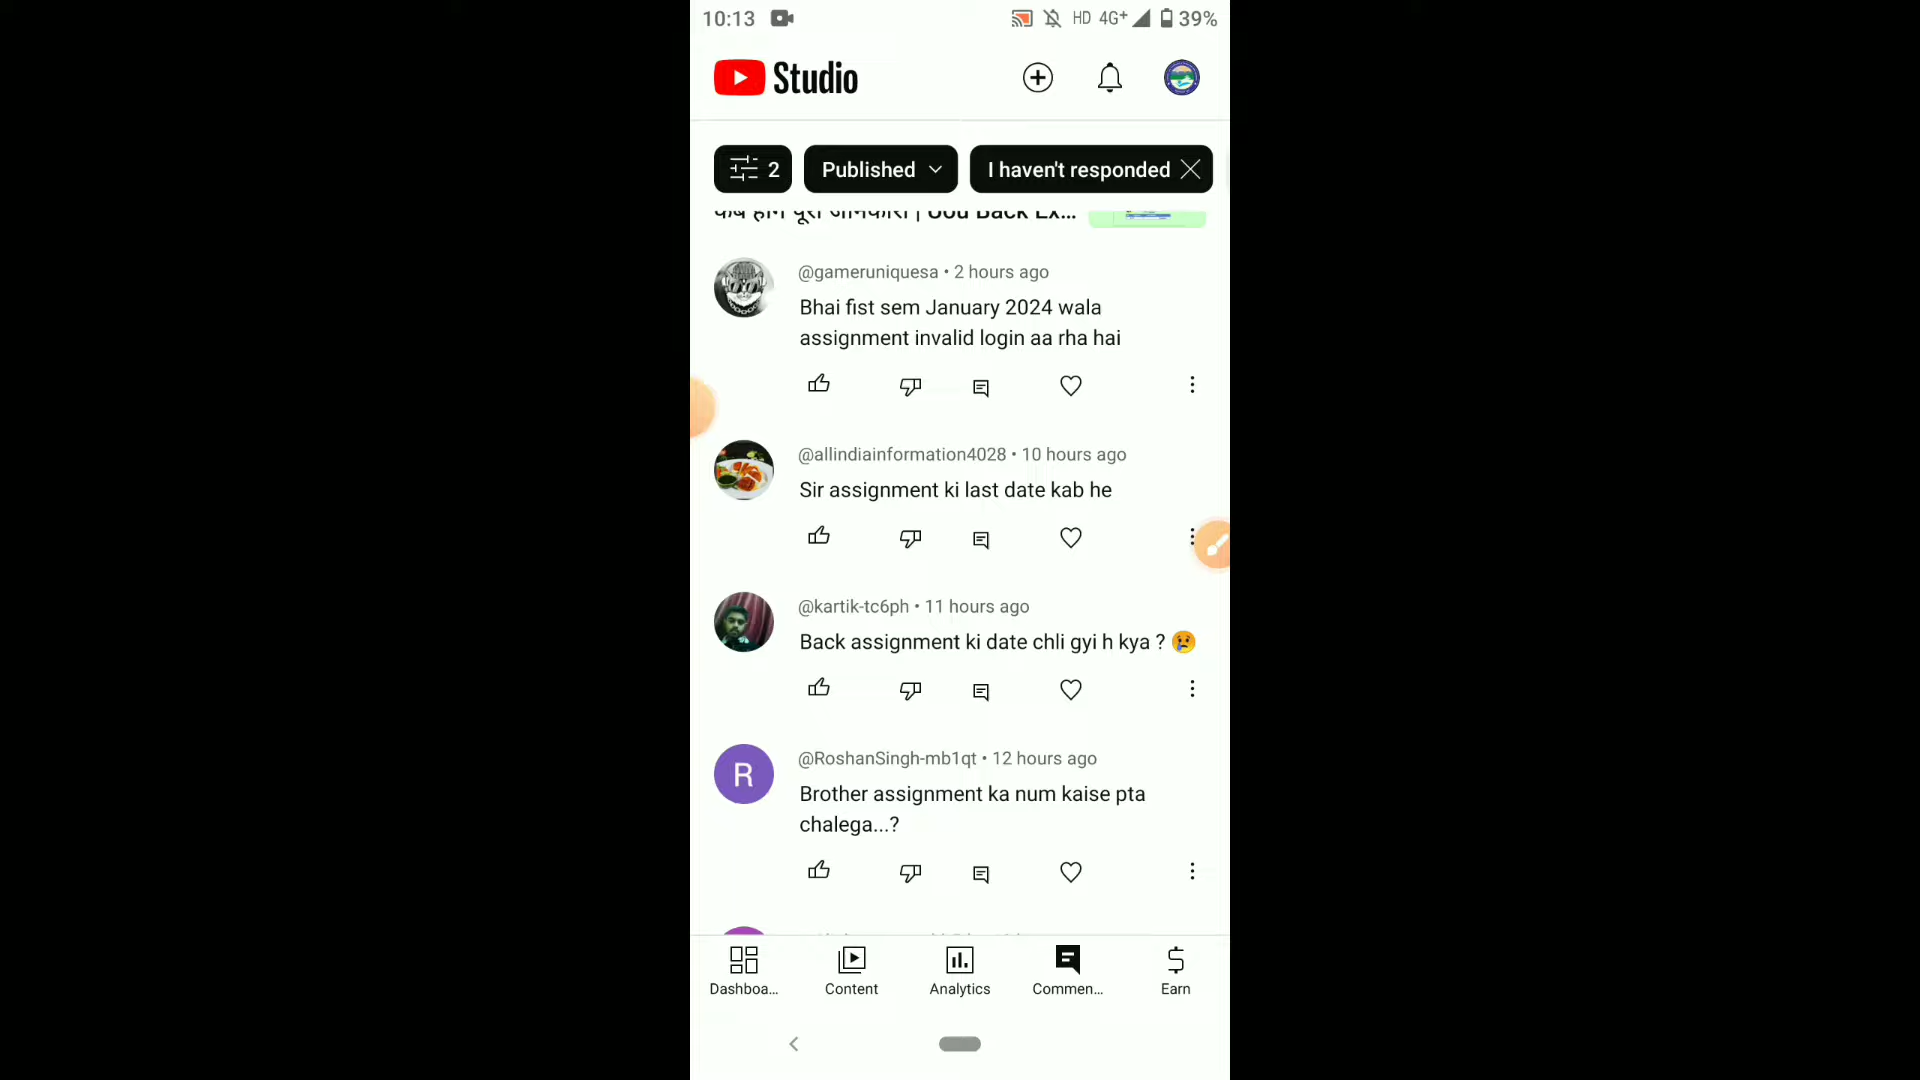 10:13 HD 4G+ 39%
Studio
2 Published I haven't responded
@gameruniquesa • 2 hours ago
Bhai fist sem January 2024 wala
assignment invalid login aa rha hai
@allindiainformation4028 • 10 hours ago
Sir assignment ki last date kab he
@kartik-tc6ph • 11 hours ago
Back assignment ki date chli gyi h kya ? 😢
@RoshanSingh-mb1qt • 12 hours ago
R
Brother assignment ka num kaise pta
chalega...?
Dashboa... Content Analytics Commen... Earn